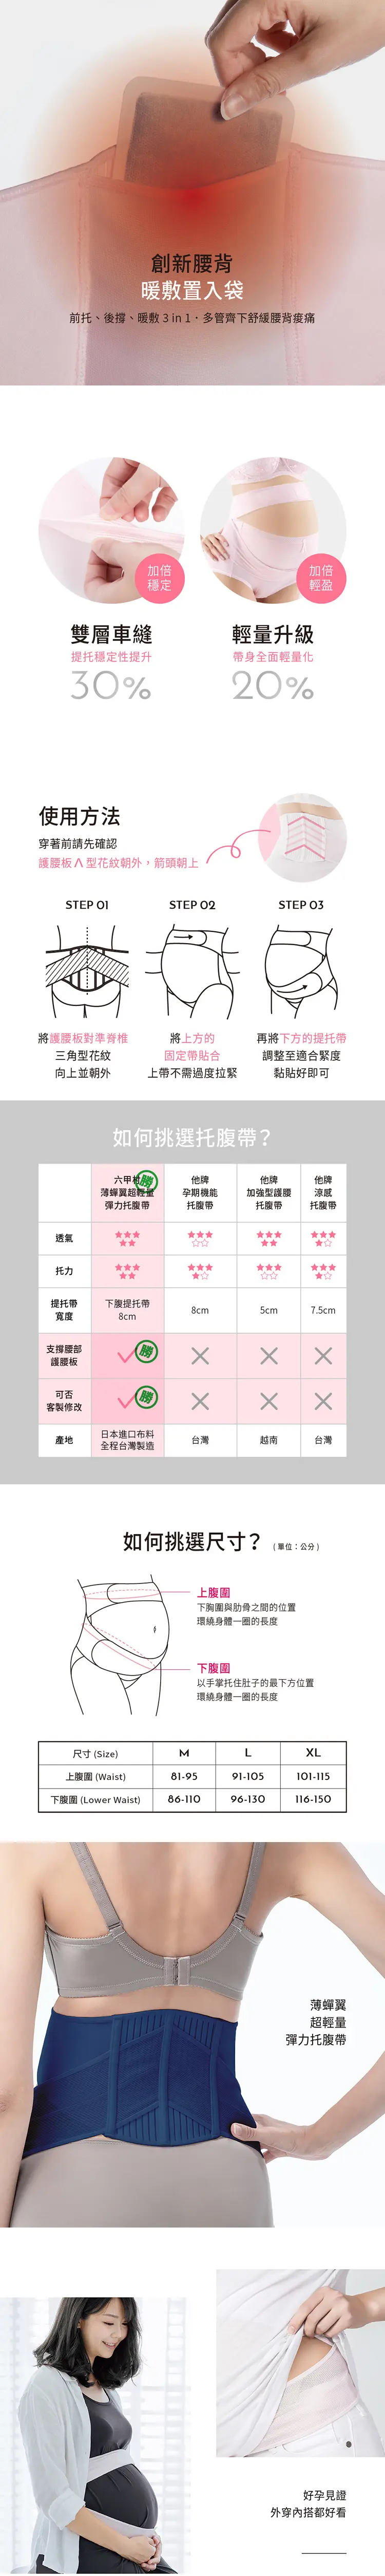 創新腰背
暖敷置入袋
前托、後撐、暖敷 3 in 1．多管齊下舒緩腰背痠痛
加倍
穩定
加倍
輕盈
雙層車縫
提托穩定性提升
30%
輕量升級
帶身全面輕量化
20%
使用方法
穿著前請先確認
護腰板 Λ 型花紋朝外，箭頭朝上
STEP 01
STEP 02
STEP 03
將護腰板對準脊椎
三角型花紋
向上並朝外
將上方的
固定帶貼合
上帶不需過度拉緊
再將下方的提托帶
調整至適合緊度
黏貼好即可
如何挑選托腹帶？
六甲村 勝
薄蟬翼超輕量
彈力托腹帶
他牌
孕期機能
托腹帶
他牌
加強型護腰
托腹帶
他牌
涼感
托腹帶
透氣 ★★★★★ ★★★☆☆ ★★★★★ ★★★★☆
托力 ★★★★★ ★★★★☆ ★★★☆☆ ★★★★☆
提托帶
寬度
下腹提托帶
8cm
8cm
5cm
7.5cm
支撐腰部
護腰板
勝
可否
客製修改
勝
產地
日本進口布料
全程台灣製造
台灣
越南
台灣
如何挑選尺寸？ ( 單位：公分 )
上腹圍
下胸圍與肋骨之間的位置
環繞身體一圈的長度
下腹圍
以手掌托住肚子的最下方位置
環繞身體一圈的長度
尺寸 (Size) M L XL
上腹圍 (Waist) 81-95 91-105 101-115
下腹圍 (Lower Waist) 86-110 96-130 116-150
薄蟬翼
超輕量
彈力托腹帶
好孕見證
外穿內搭都好看